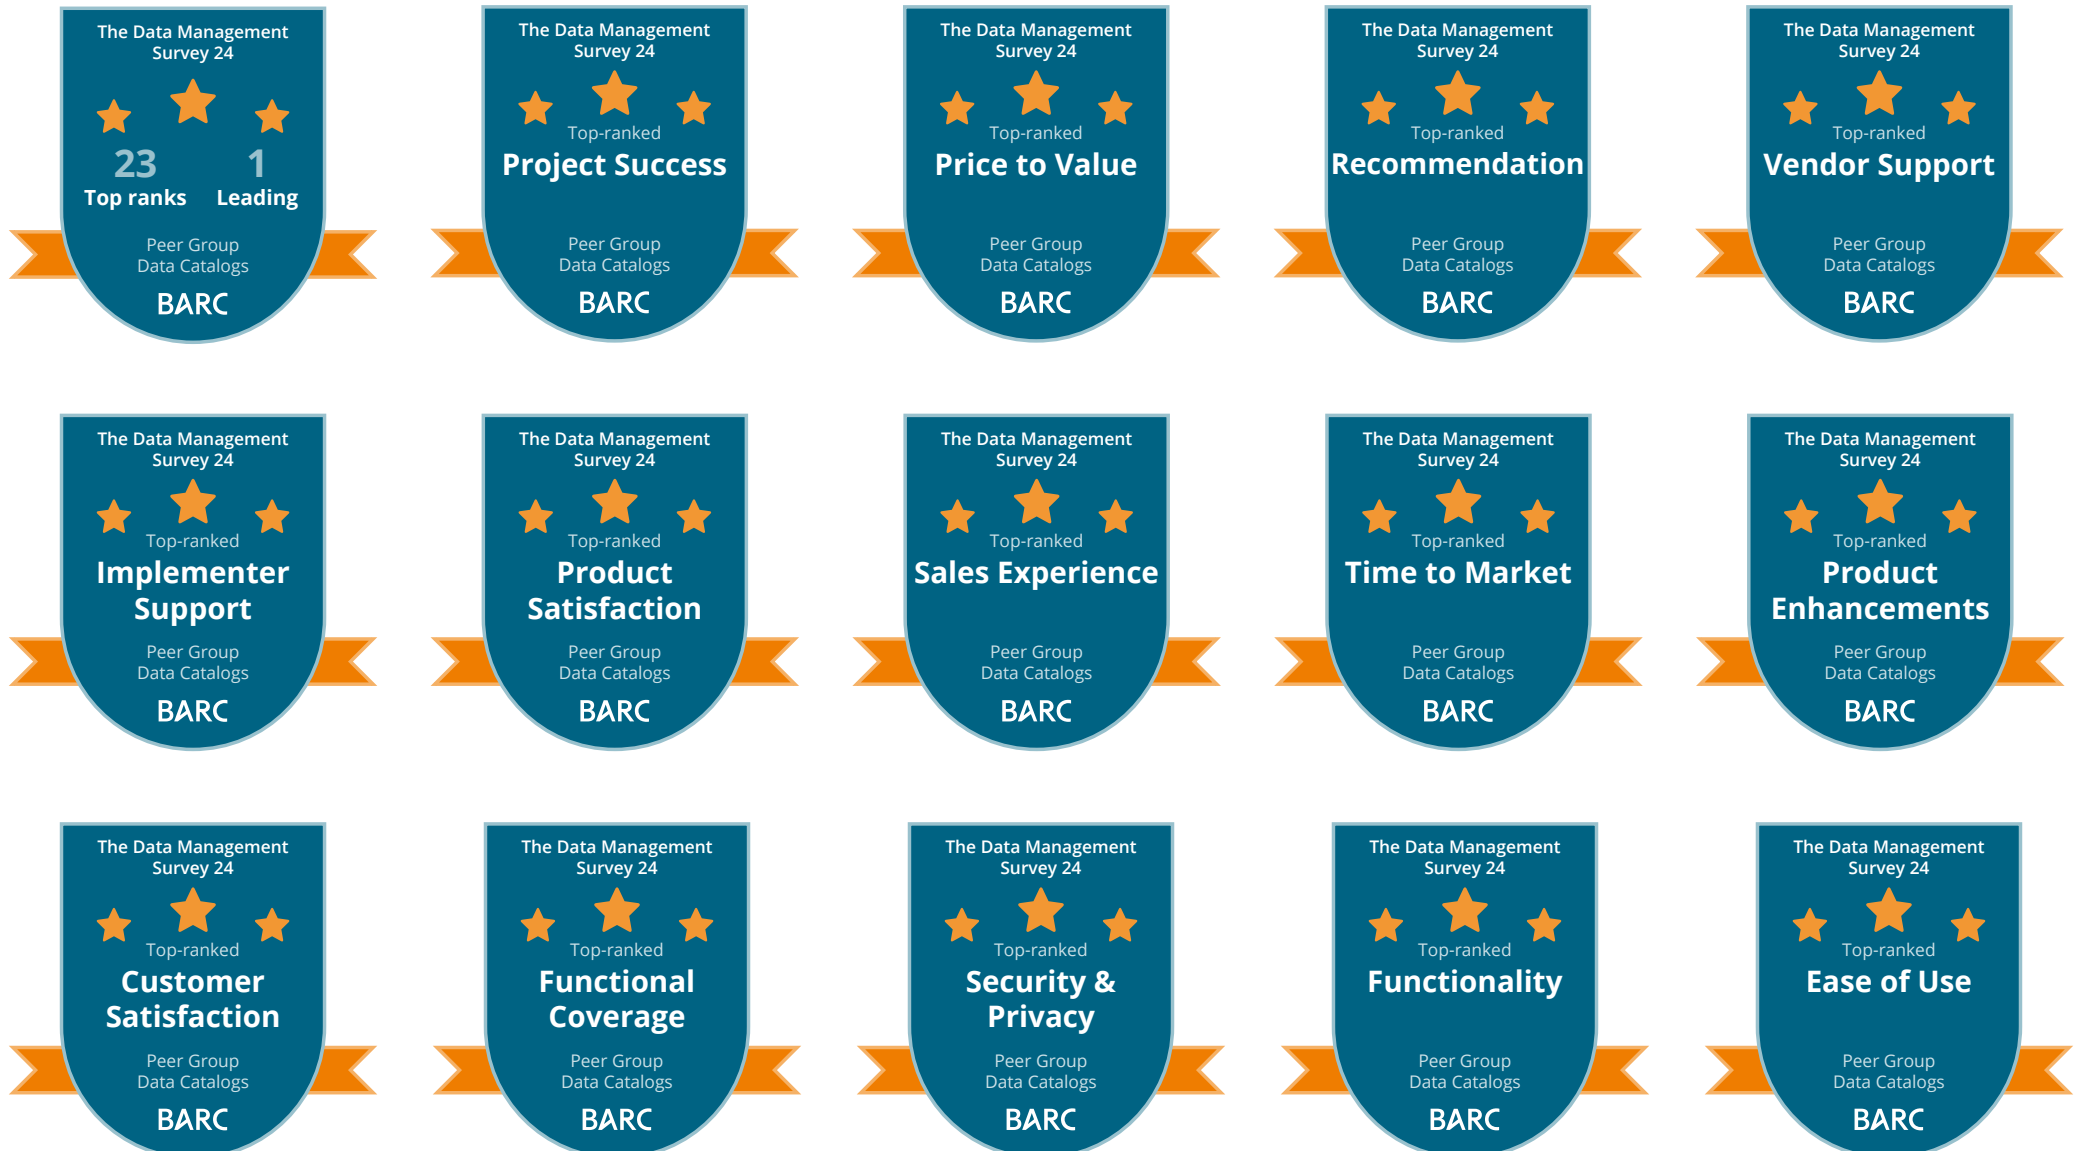 The Data Management
Survey 24
23 1
Top ranks Leading
Peer Group
Data Catalogs
BARC
The Data Management
Survey 24
Top-ranked
Project Success
Peer Group
Data Catalogs
BARC
The Data Management
Survey 24
Top-ranked
Price to Value
Peer Group
Data Catalogs
BARC
The Data Management
Survey 24
Top-ranked
Recommendation
Peer Group
Data Catalogs
BARC
The Data Management
Survey 24
Top-ranked
Vendor Support
Peer Group
Data Catalogs
BARC
The Data Management
Survey 24
Top-ranked
Implementer
Support
Peer Group
Data Catalogs
BARC
The Data Management
Survey 24
Top-ranked
Product
Satisfaction
Peer Group
Data Catalogs
BARC
The Data Management
Survey 24
Top-ranked
Sales Experience
Peer Group
Data Catalogs
BARC
The Data Management
Survey 24
Top-ranked
Time to Market
Peer Group
Data Catalogs
BARC
The Data Management
Survey 24
Top-ranked
Product
Enhancements
Peer Group
Data Catalogs
BARC
The Data Management
Survey 24
Top-ranked
Customer
Satisfaction
Peer Group
Data Catalogs
BARC
The Data Management
Survey 24
Top-ranked
Functional
Coverage
Peer Group
Data Catalogs
BARC
The Data Management
Survey 24
Top-ranked
Security &
Privacy
Peer Group
Data Catalogs
BARC
The Data Management
Survey 24
Top-ranked
Functionality
Peer Group
Data Catalogs
BARC
The Data Management
Survey 24
Top-ranked
Ease of Use
Peer Group
Data Catalogs
BARC